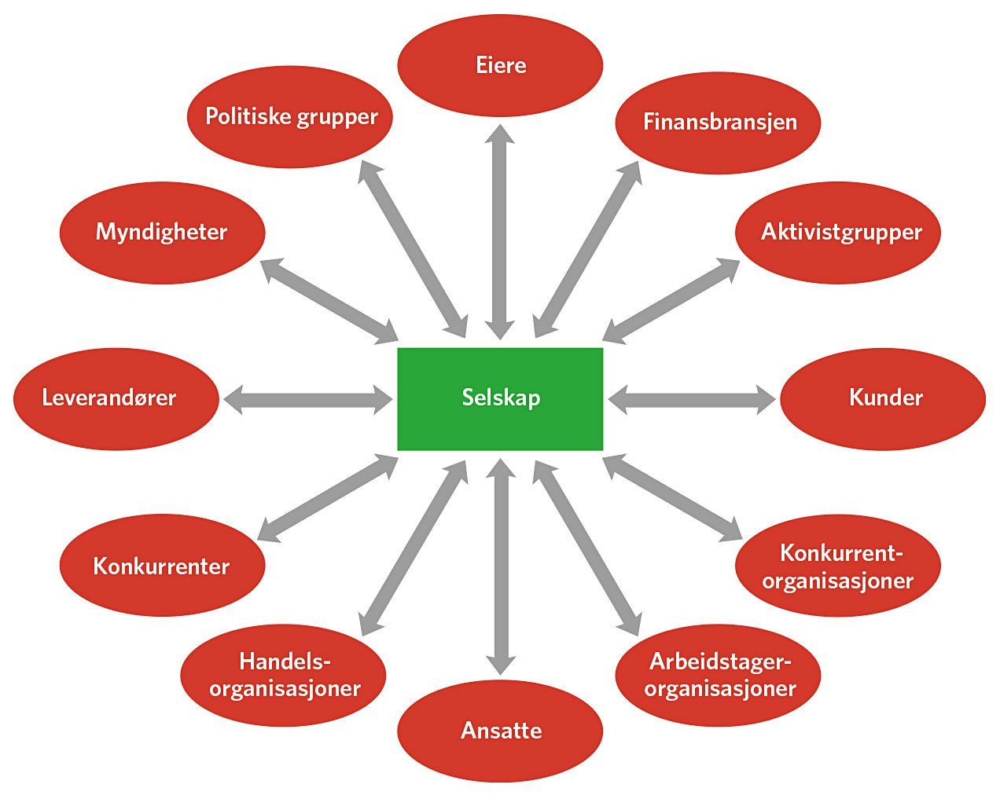 Eiere
Politiske grupper
Finansbransjen
Myndigheter
Aktivistgrupper
Leverandører
Selskap
Kunder
Konkurrenter
Konkurrent-
organisasjoner
Handels-
organisasjoner
Arbeidstager-
organisasjoner
Ansatte